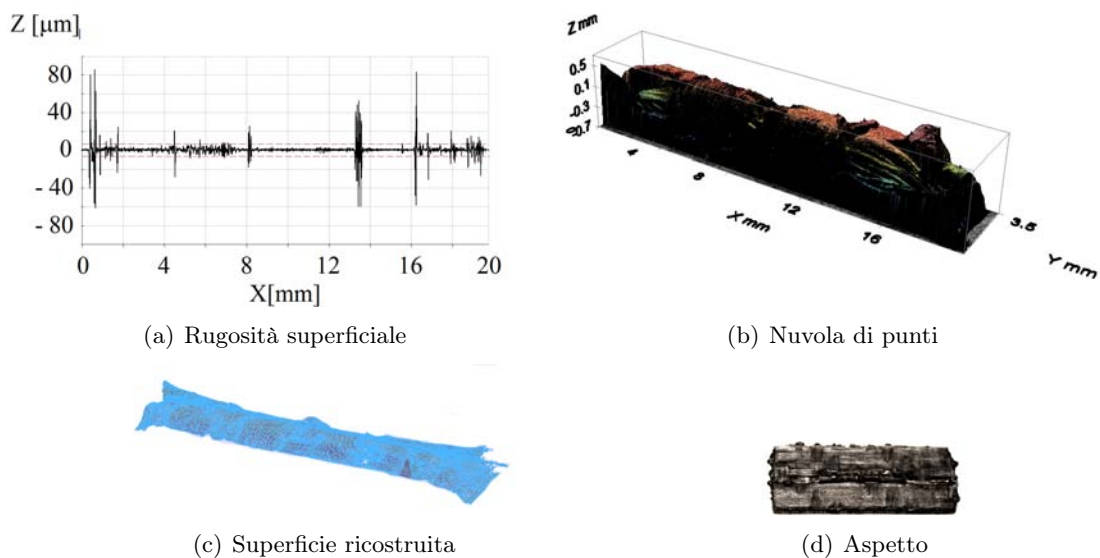 Z [μm]
80
40
0
- 40
- 80
0 4 8 12 16 20
X[mm]
(a) Rugosità superficiale
Z mm
0.5
0.1
-0.3
-0.7
0
4
8
12
16
X mm
3.5
Y mm
(b) Nuvola di punti
(c) Superficie ricostruita
(d) Aspetto